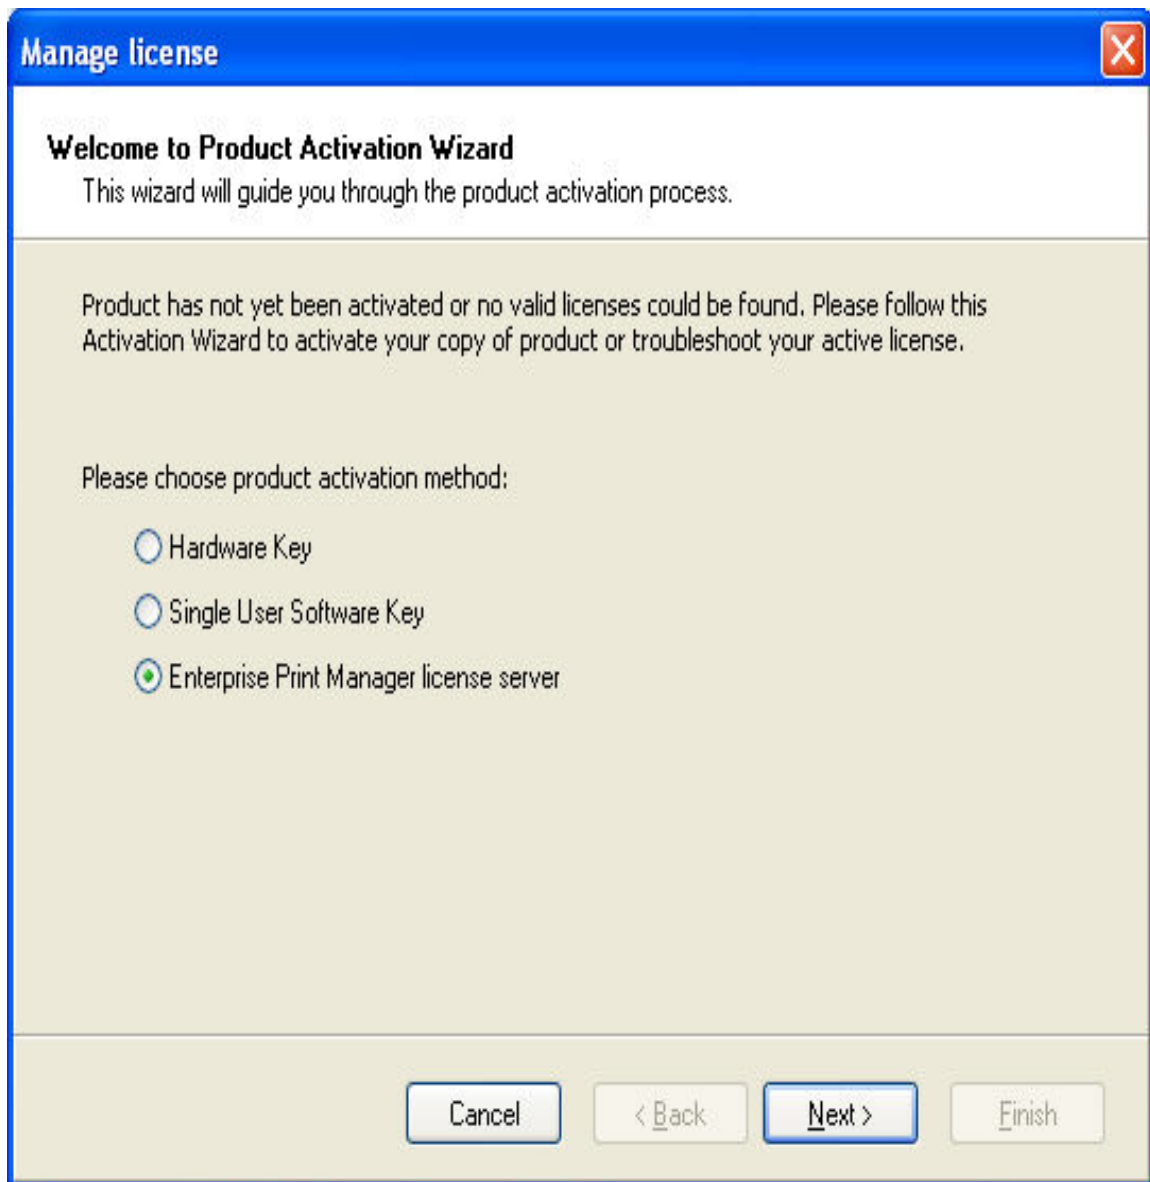 Manage license
Welcome to Product Activation Wizard
This wizard will guide you through the product activation process.
Product has not yet been activated or no valid licenses could be found. Please follow this
Activation Wizard to activate your copy of product or troubleshoot your active license.
Please choose product activation method:
Hardware Key
Single User Software Key
Enterprise Print Manager license server
Cancel
< Back
Next >
Finish